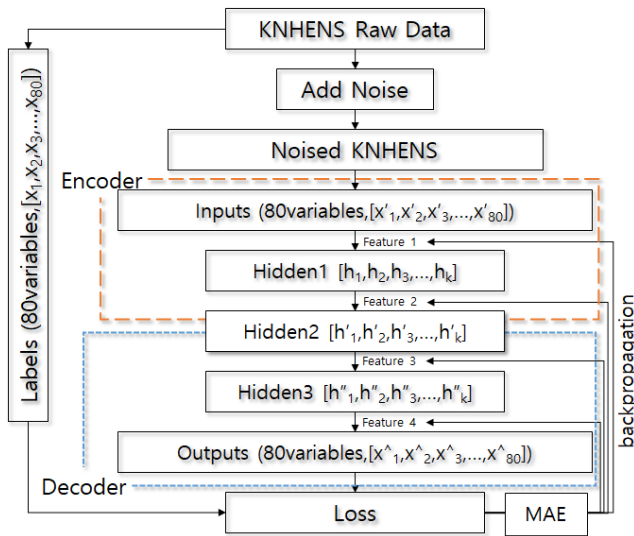 KNHENS Raw Data
Add Noise
Noised KNHENS
Encoder
Inputs (80variables,[x'₁,x'₂,x'₃,...,x'₈₀])
Feature 1
Hidden1 [h₁,h₂,h₃,...,hₖ]
Feature 2
Hidden2 [h'₁,h'₂,h'₃,...,h'ₖ]
Feature 3
Hidden3 [h"₁,h"₂,h"₃,...,h"ₖ]
Feature 4
Outputs (80variables,[x^₁,x^₂,x^₃,...,x^₈₀])
Decoder
Loss
MAE
Labels (80variables,[x₁,x₂,x₃,...,x₈₀])
backpropadation